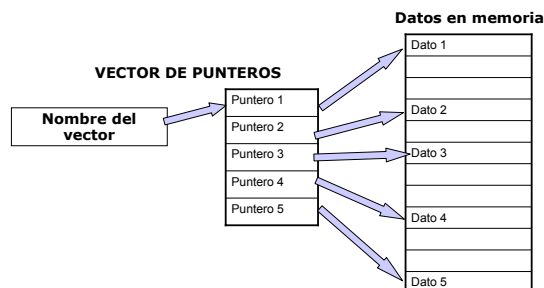 Datos en memoria
Dato 1
VECTOR DE PUNTEROS
Puntero 1
Nombre del
vector
Puntero 2
Dato 2
Puntero 3
Dato 3
Puntero 4
Puntero 5
Dato 4
Dato 5